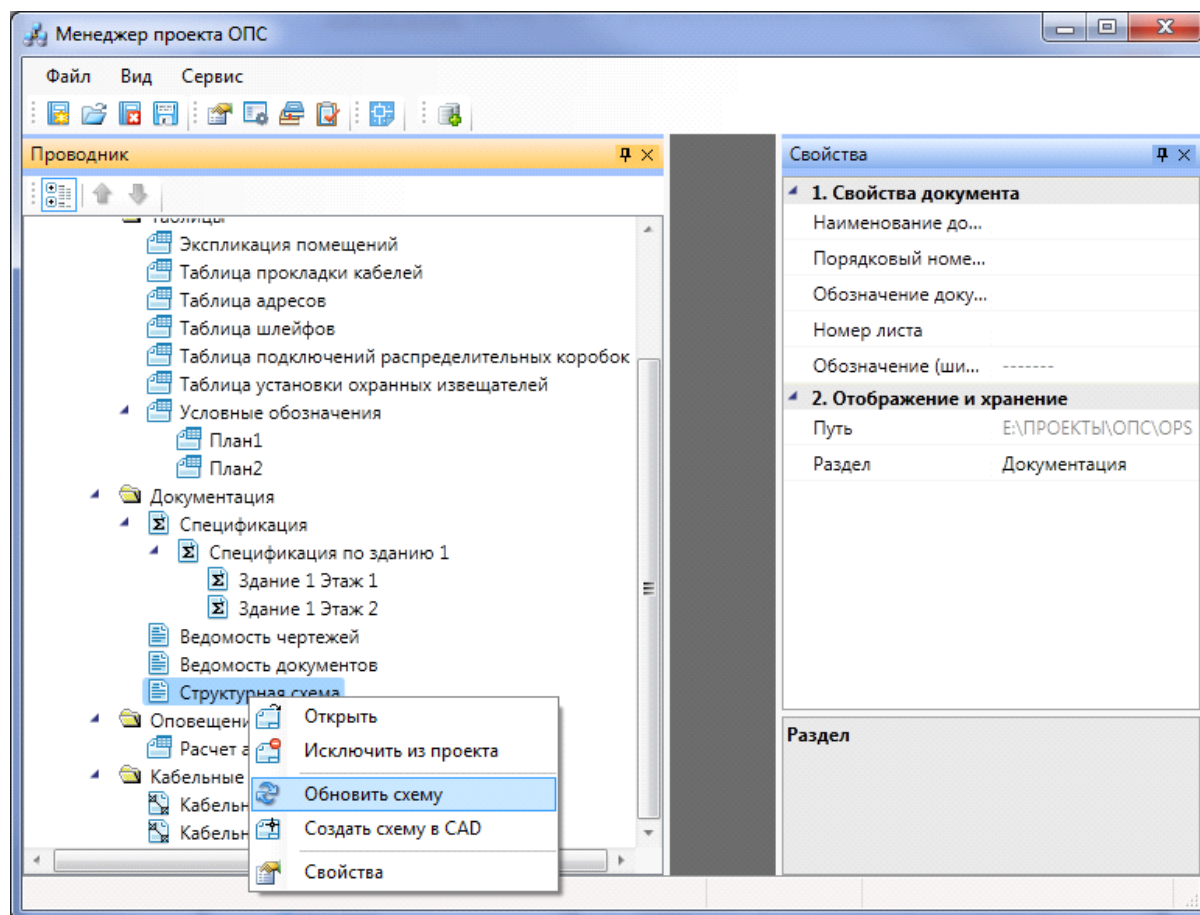 Менеджер проекта ОПС
Файл Вид Сервис
Проводник
Таблицы
Экспликация помещений
Таблица прокладки кабелей
Таблица адресов
Таблица шлейфов
Таблица подключений распределительных коробок
Таблица установки охранных извещателей
Условные обозначения
План1
План2
Документация
Спецификация
Спецификация по зданию 1
Здание 1 Этаж 1
Здание 1 Этаж 2
Ведомость чертежей
Ведомость документов
Структурная схема
Оповещени
Расчет а
Кабельные
Кабельн
Кабельн
Открыть
Исключить из проекта
Обновить схему
Создать схему в CAD
Свойства
Свойства
1. Свойства документа
Наименование до...
Порядковый номе...
Обозначение доку...
Номер листа
Обозначение (ши... -------
2. Отображение и хранение
Путь E:\ПРОЕКТЫ\ОПС\OPS
Раздел Документация
Раздел